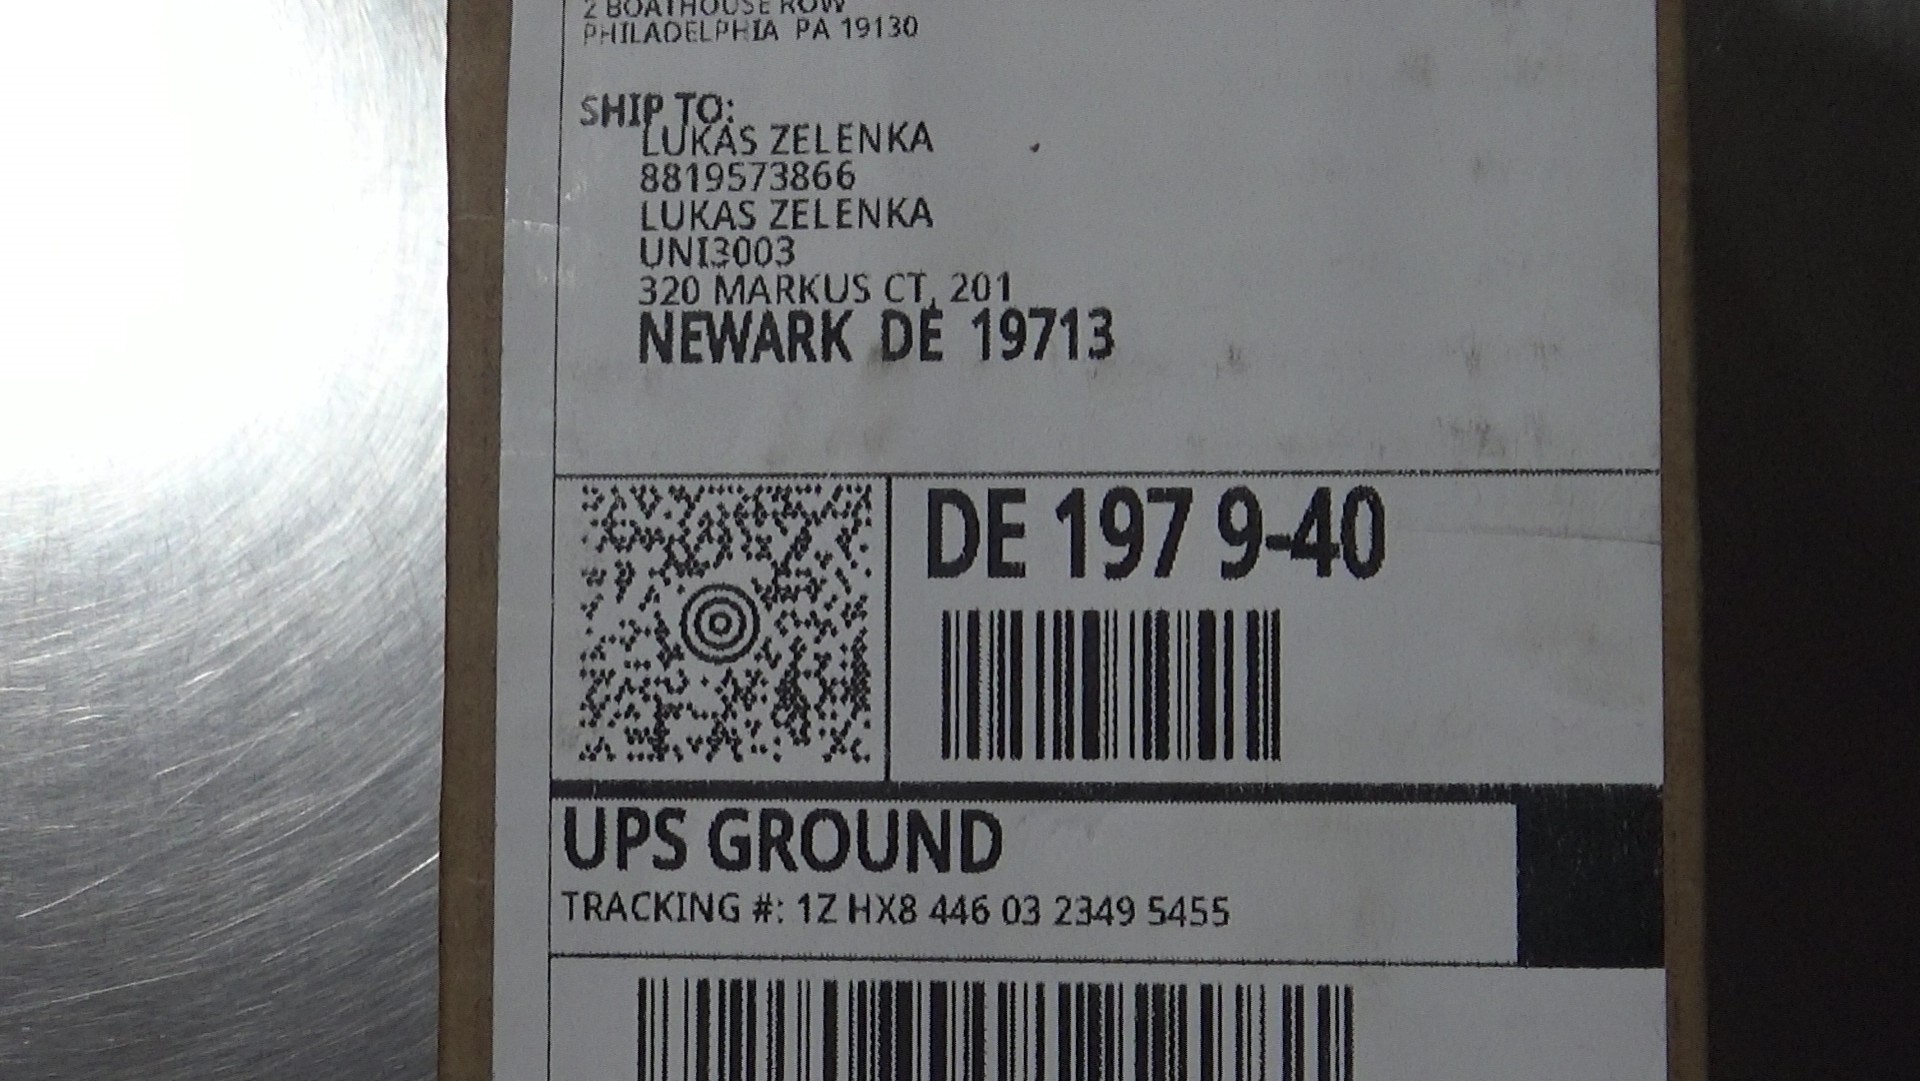 2 BOATHOUSE ROW
PHILADELPHIA PA 19130
SHIP TO:
LUKAS ZELENKA
8819573866
LUKAS ZELENKA
UNI3003
320 MARKUS CT, 201
NEWARK DE 19713
DE 197 9-40
UPS GROUND
TRACKING #: 1Z HX8 446 03 2349 5455